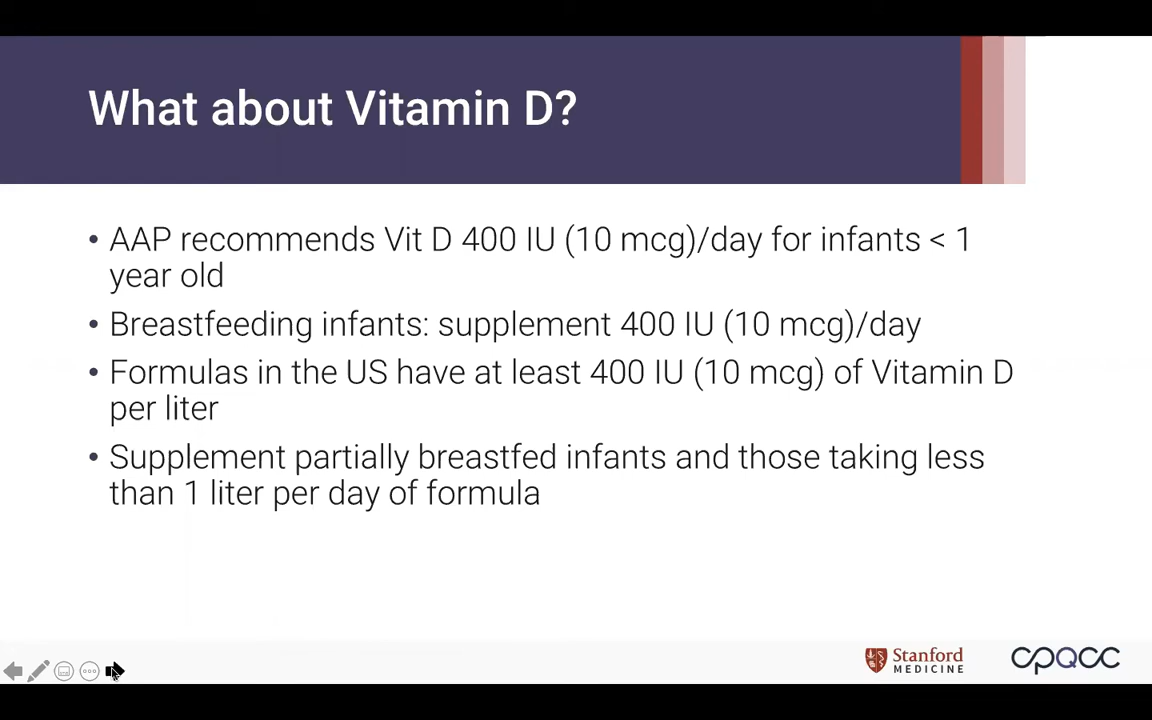 What about Vitamin D?
• AAP recommends Vit D 400 IU (10 mcg)/day for infants < 1
year old
• Breastfeeding infants: supplement 400 IU (10 mcg)/day
• Formulas in the US have at least 400 IU (10 mcg) of Vitamin D
per liter
• Supplement partially breastfed infants and those taking less
than 1 liter per day of formula
Stanford
MEDICINE
cpqcc